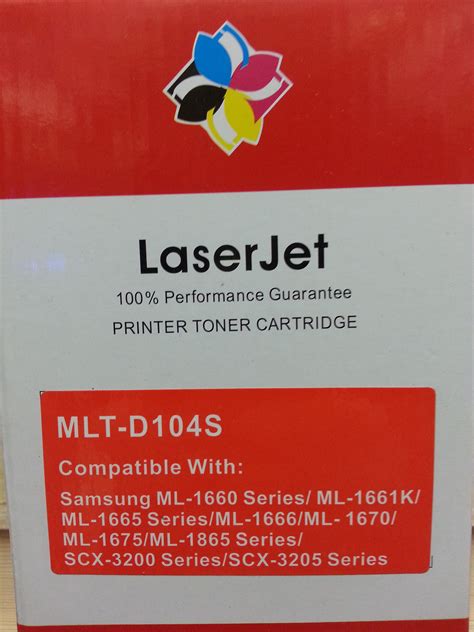 LaserJet
100% Performance Guarantee
PRINTER TONER CARTRIDGE
MLT-D104S
Compatible With:
Samsung ML-1660 Series/ ML-1661K/
ML-1665 Series/ML-1666/ML- 1670/
ML-1675/ML-1865 Series/
SCX-3200 Series/SCX-3205 Series